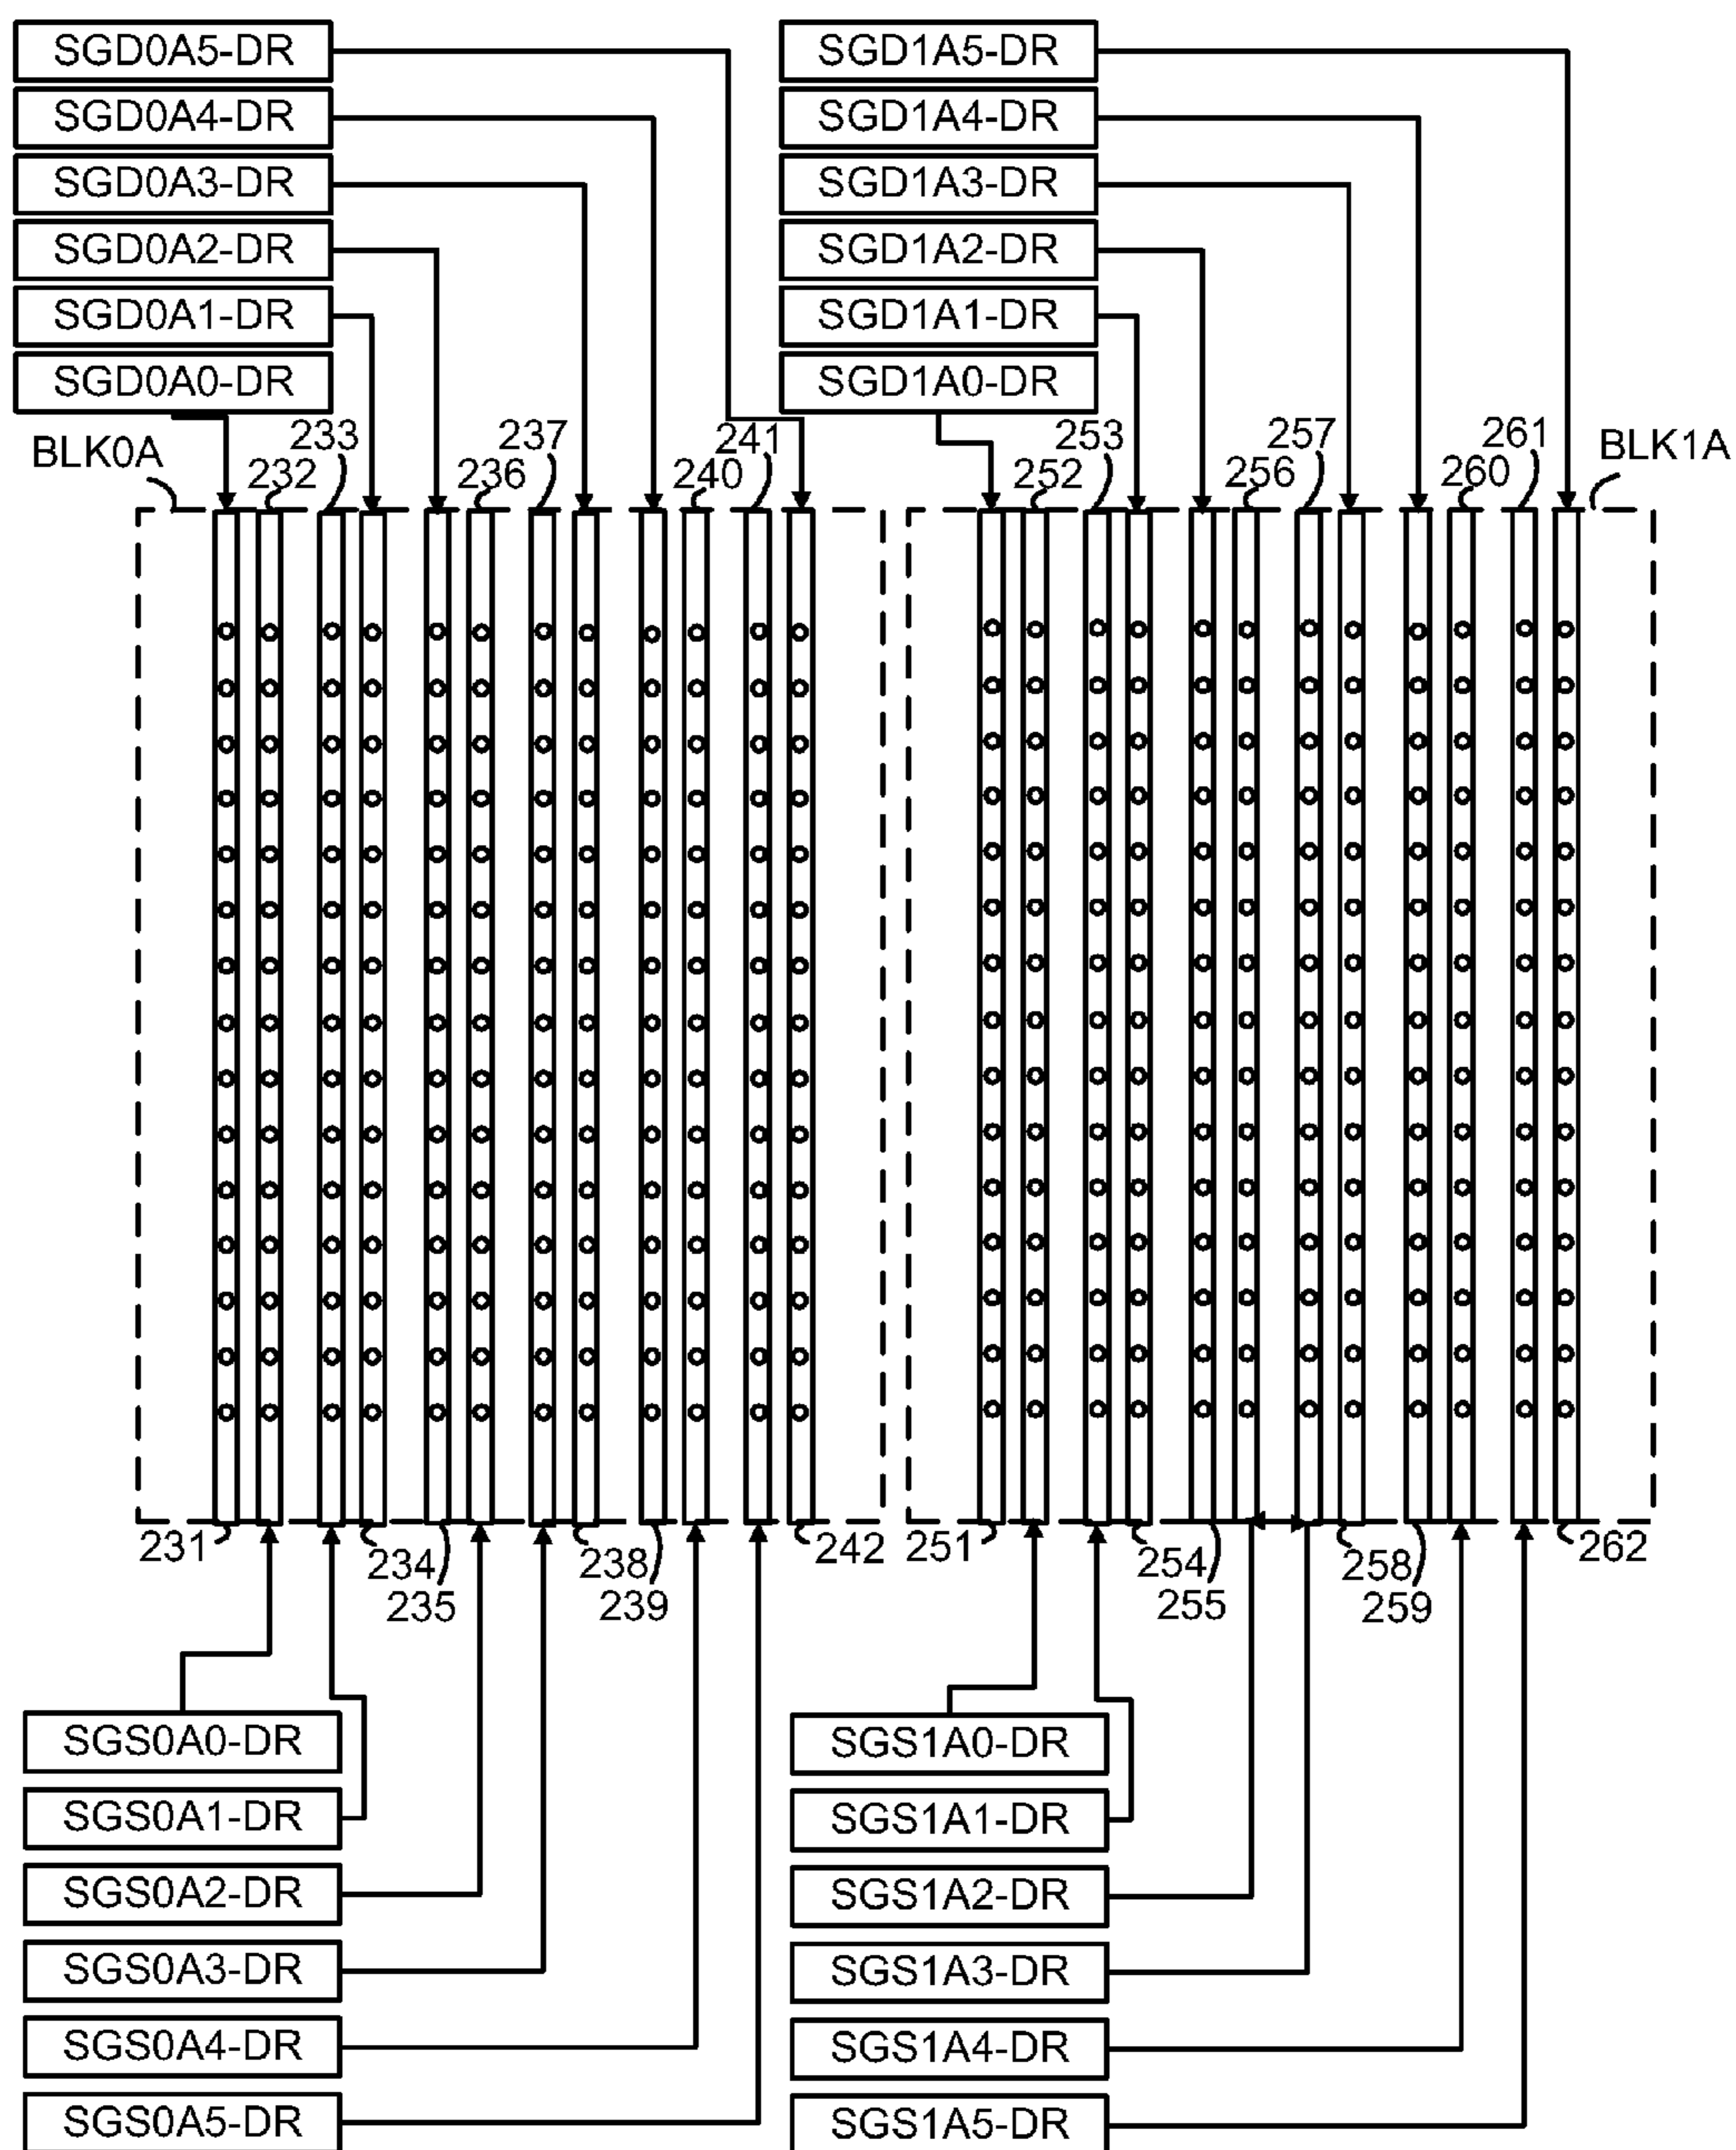 SGD0A5-DR SGD1A5-DR
SGD0A4-DR SGD1A4-DR
SGD0A3-DR SGD1A3-DR
SGD0A2-DR SGD1A2-DR
SGD0A1-DR SGD1A1-DR
SGD0A0-DR SGD1A0-DR
233 237 241 253 257 261
BLK0A 232 236 240 252 256 260 BLK1A
231 234 238 242 251 254 258 262
235 239 255 259
SGS0A0-DR SGS1A0-DR
SGS0A1-DR SGS1A1-DR
SGS0A2-DR SGS1A2-DR
SGS0A3-DR SGS1A3-DR
SGS0A4-DR SGS1A4-DR
SGS0A5-DR SGS1A5-DR